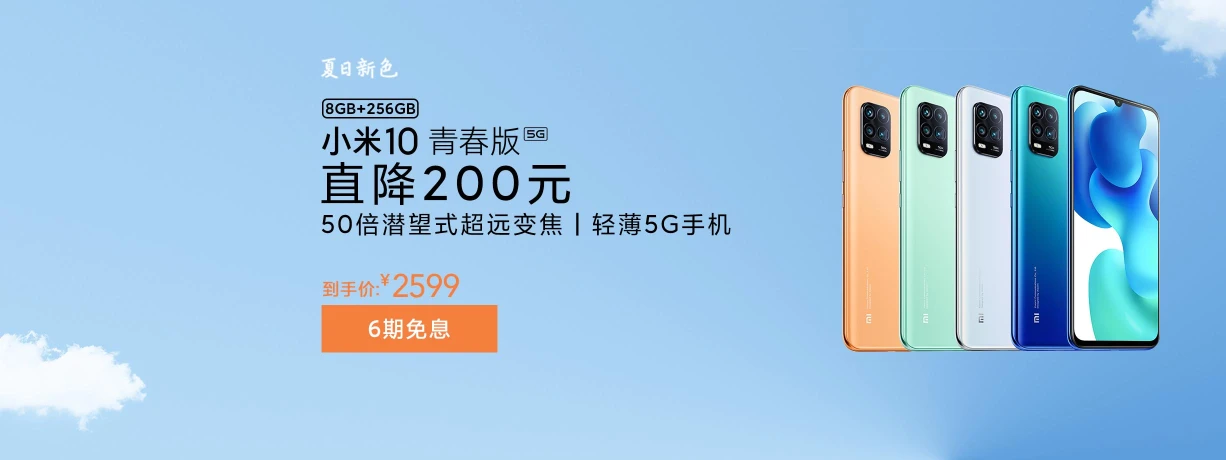 夏日新色
8GB+256GB
小米10 青春版 5G
直降200元
50倍潜望式超远变焦丨轻薄5G手机
到手价:¥2599
6期免息